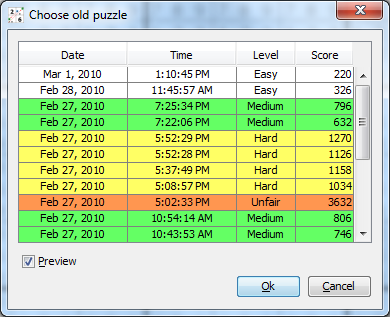 Choose old puzzle
Date Time Level Score
Mar 1, 2010 1:10:45 PM Easy 220
Feb 28, 2010 11:45:57 AM Easy 326
Feb 27, 2010 7:25:34 PM Medium 796
Feb 27, 2010 7:22:06 PM Medium 632
Feb 27, 2010 5:52:29 PM Hard 1270
Feb 27, 2010 5:52:28 PM Hard 1126
Feb 27, 2010 5:37:49 PM Hard 1158
Feb 27, 2010 5:08:57 PM Hard 1034
Feb 27, 2010 5:02:33 PM Unfair 3632
Feb 27, 2010 10:54:14 AM Medium 806
Feb 27, 2010 10:43:53 AM Medium 746
Preview
Ok Cancel